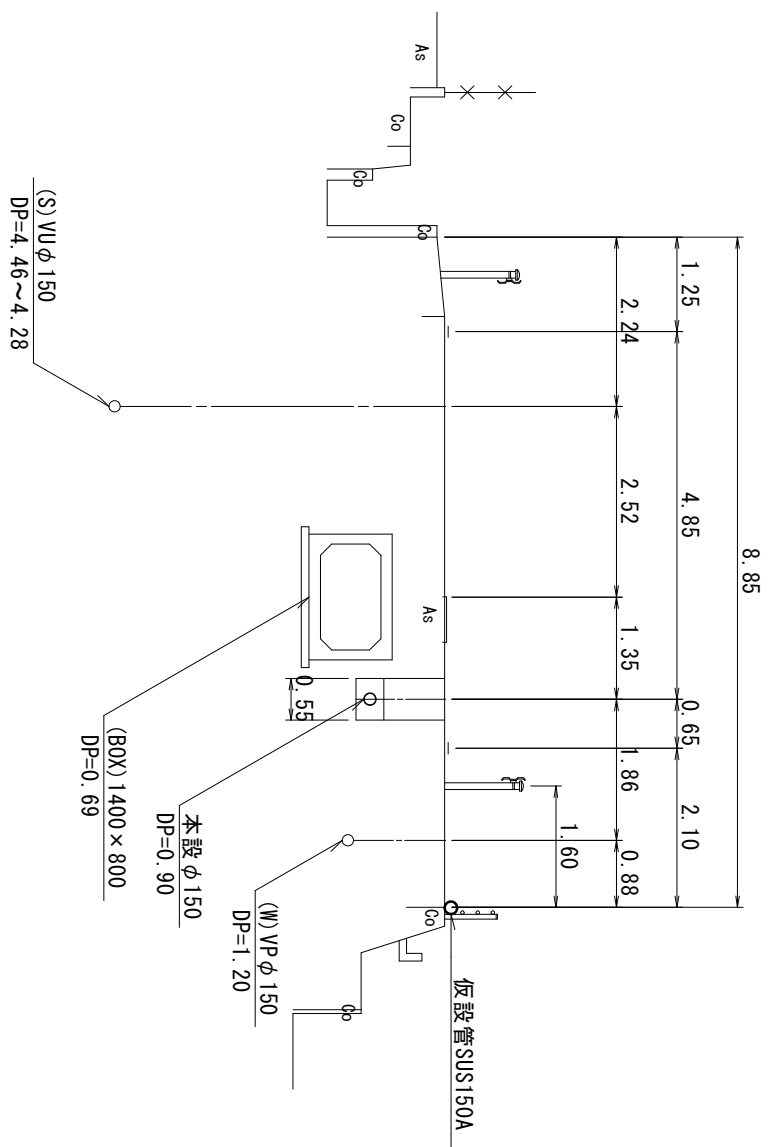 As
Co
Co
Co
(S)VUφ150
DP=4.46~4.28
8.85
1.25
4.85
0.65
2.10
2.24
2.52
1.35
1.86
0.88
1.60
As
0.55
(BOX)1400×800
DP=0.69
本設φ150
DP=0.90
(W)VPφ150
DP=1.20
Co
Co
仮設管SUS150A